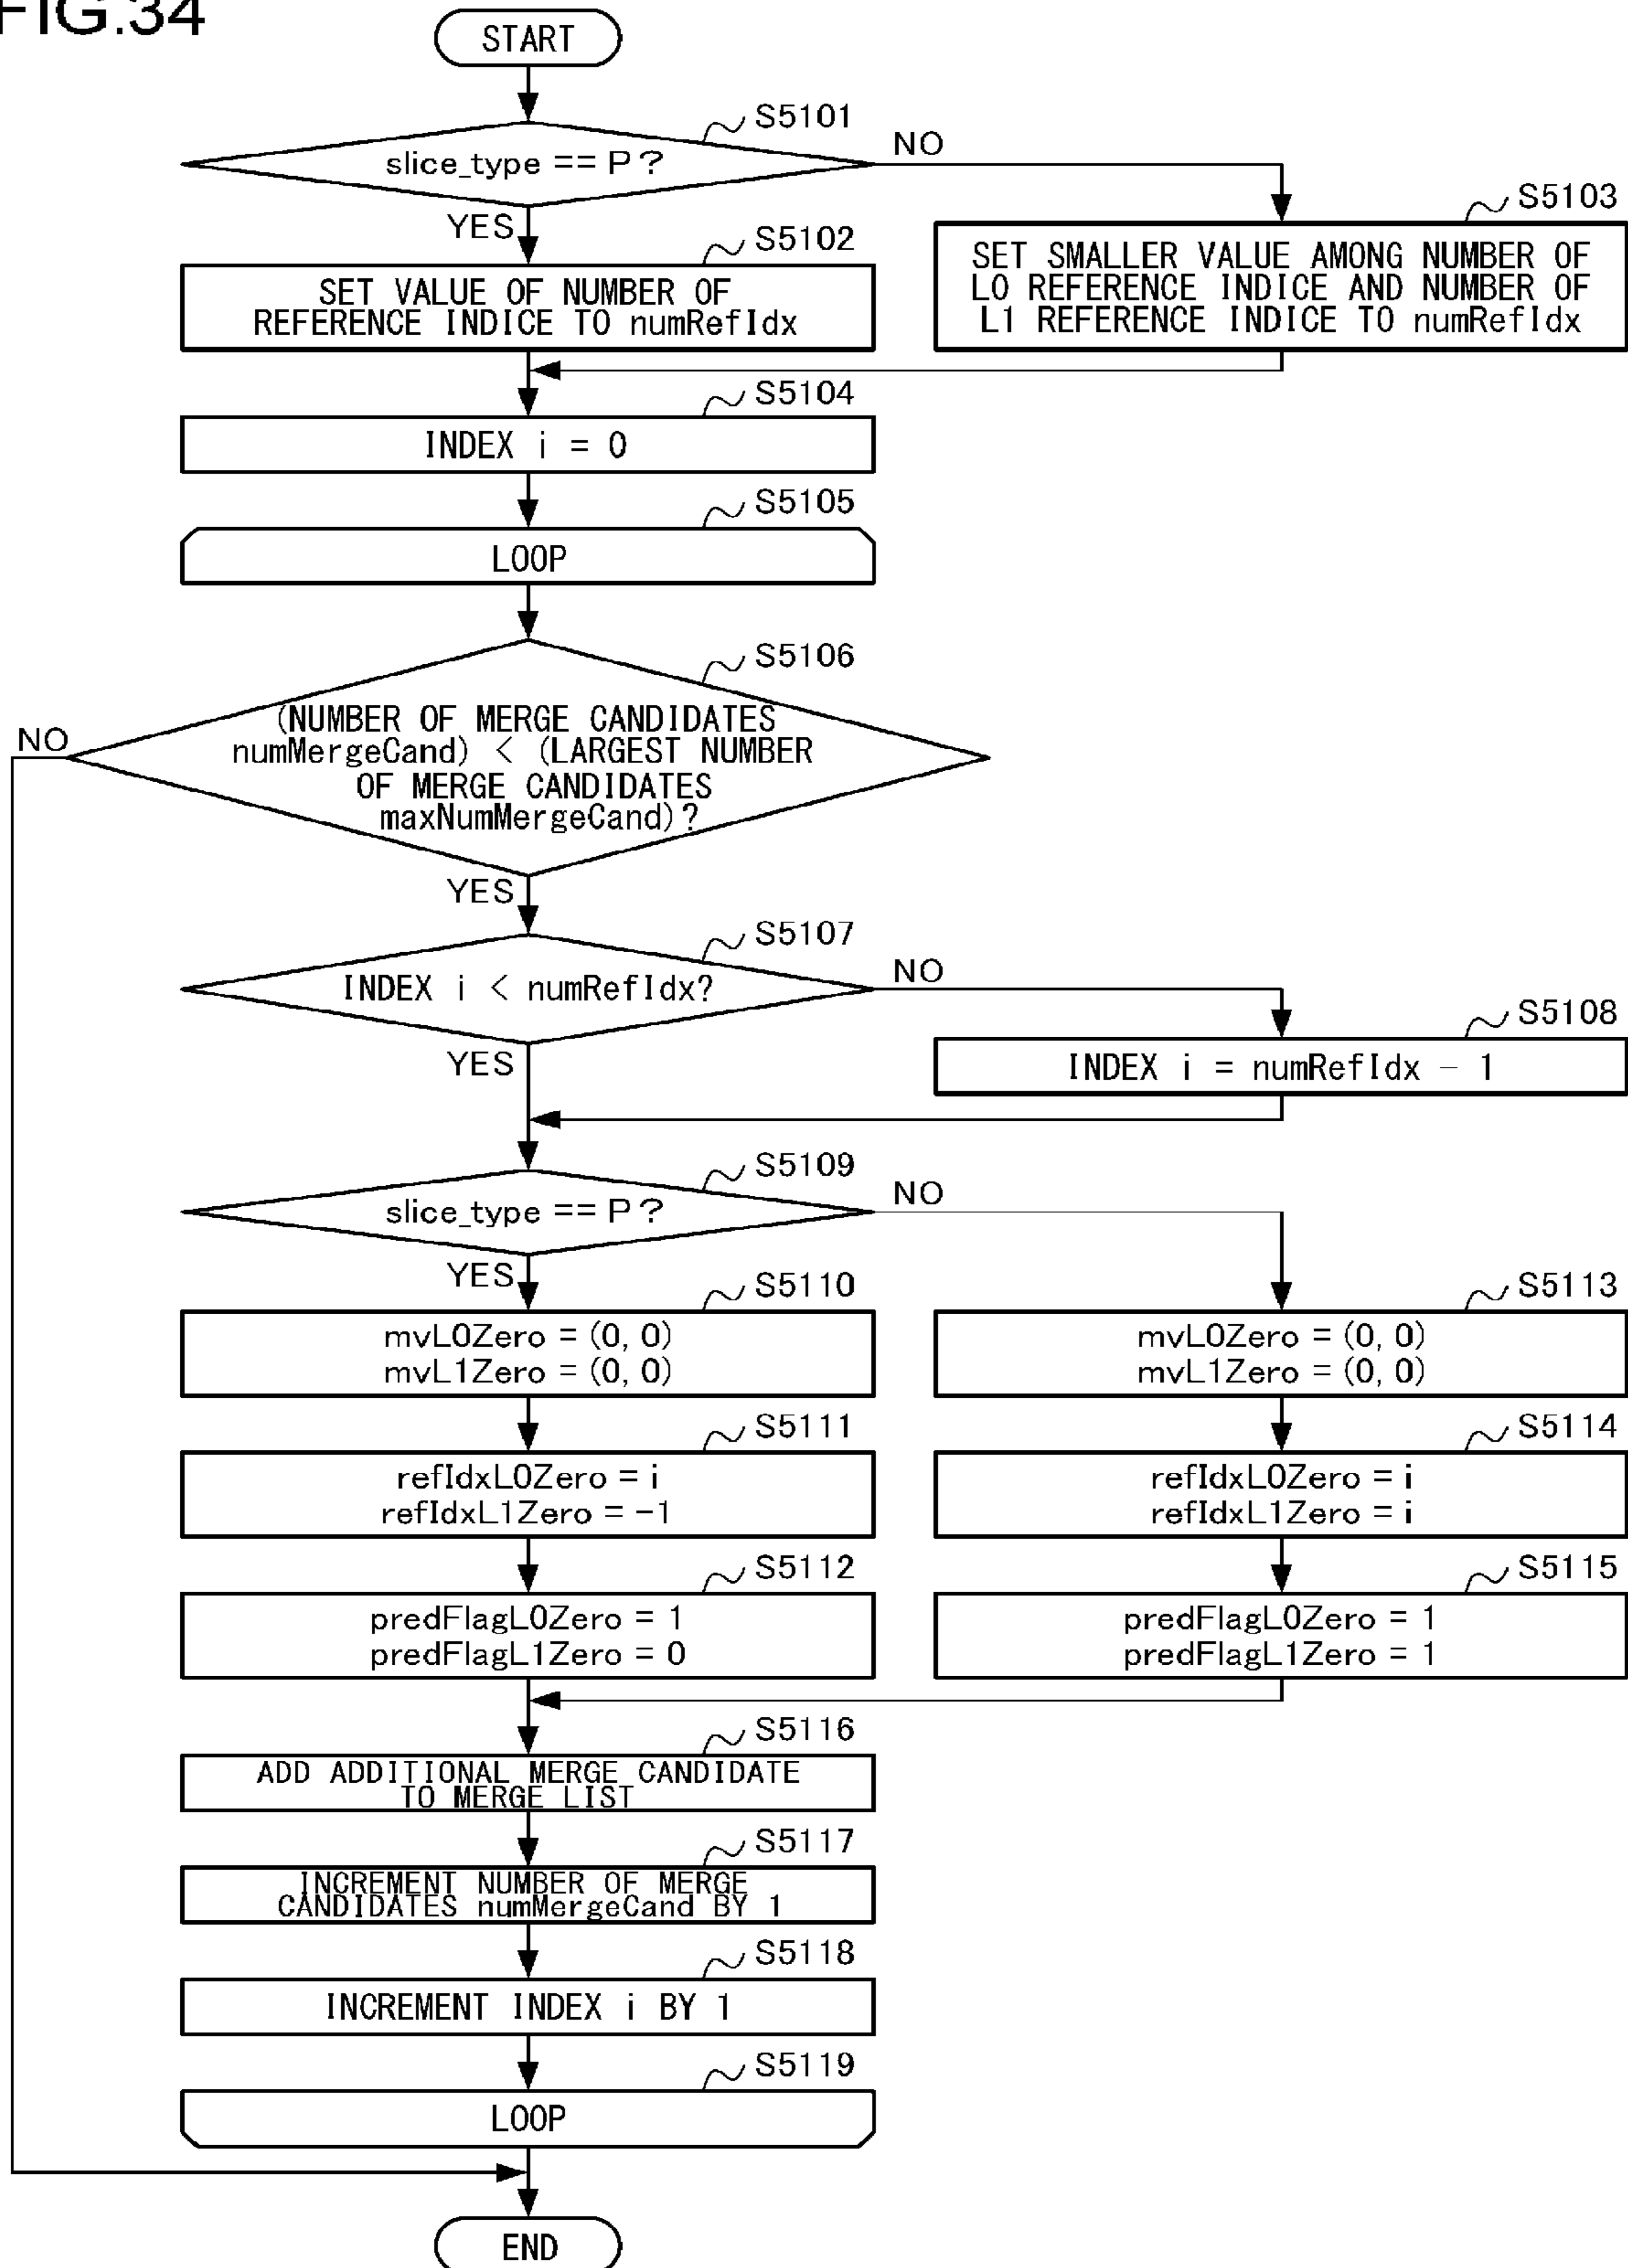 FIG.34
START
S5101
slice_type == P ?
NO
YES
S5102
SET VALUE OF NUMBER OF
REFERENCE INDICE TO numRefIdx
S5103
SET SMALLER VALUE AMONG NUMBER OF
L0 REFERENCE INDICE AND NUMBER OF
L1 REFERENCE INDICE TO numRefIdx
S5104
INDEX i = 0
S5105
LOOP
S5106
(NUMBER OF MERGE CANDIDATES
numMergeCand) < (LARGEST NUMBER
OF MERGE CANDIDATES
maxNumMergeCand)?
NO
YES
S5107
INDEX i < numRefIdx?
NO
YES
S5108
INDEX i = numRefIdx - 1
S5109
slice_type == P ?
NO
YES
S5110
mvL0Zero = (0, 0)
mvL1Zero = (0, 0)
S5113
mvL0Zero = (0, 0)
mvL1Zero = (0, 0)
S5111
refIdxL0Zero = i
refIdxL1Zero = -1
S5114
refIdxL0Zero = i
refIdxL1Zero = i
S5112
predFlagL0Zero = 1
predFlagL1Zero = 0
S5115
predFlagL0Zero = 1
predFlagL1Zero = 1
S5116
ADD ADDITIONAL MERGE CANDIDATE
TO MERGE LIST
S5117
INCREMENT NUMBER OF MERGE
CANDIDATES numMergeCand BY 1
S5118
INCREMENT INDEX i BY 1
S5119
LOOP
END